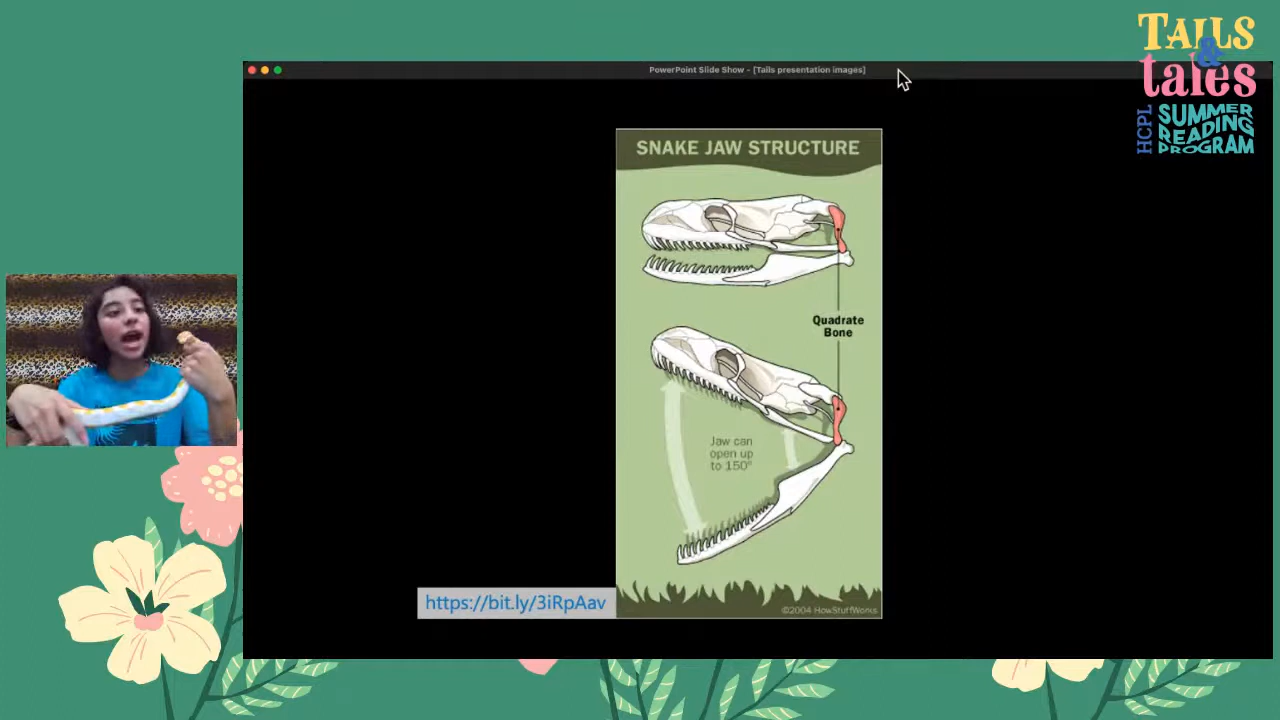 PowerPoint Slide Show - [Tails presentation images]
TAILS
&
tales
HCPL
SUMMER
READING
PROGRAM
SNAKE JAW STRUCTURE
Quadrate
Bone
Jaw can
open up
to 150°
https://bit.ly/3iRpAav
©2004 HowStuffWorks